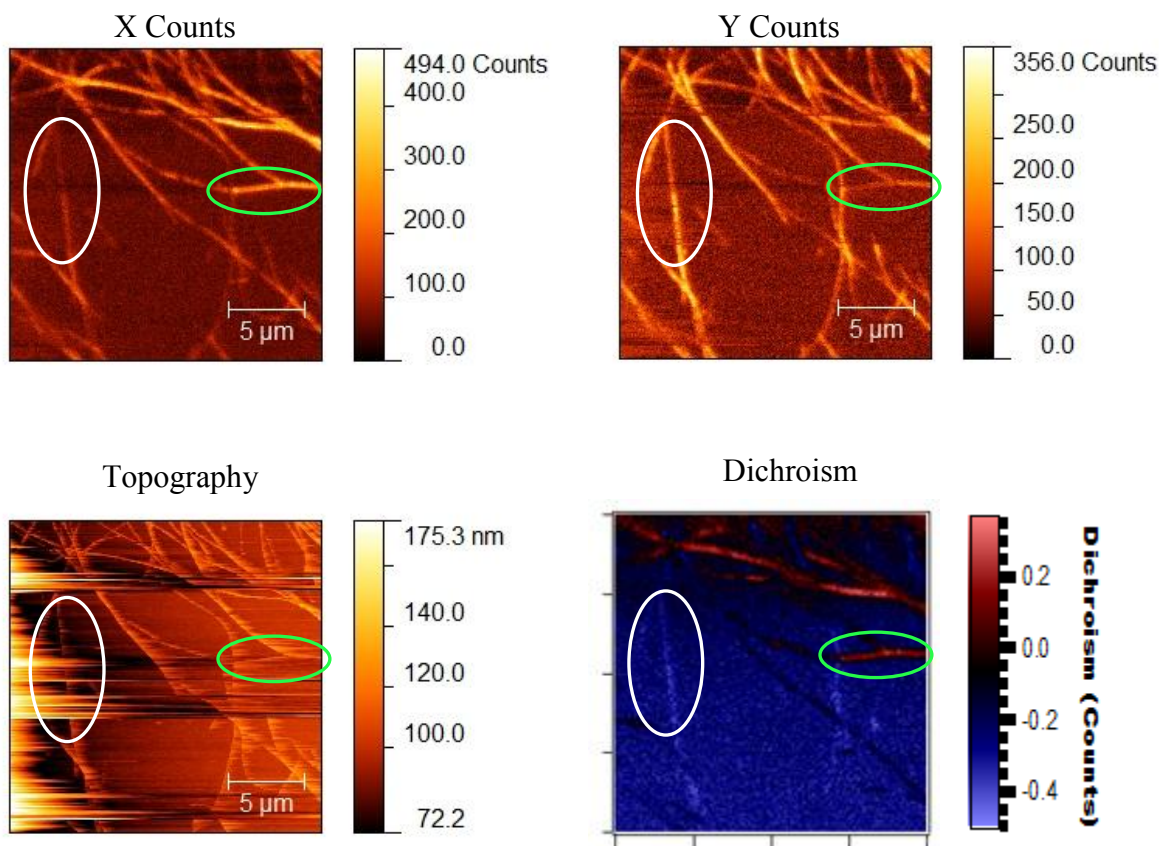 X Counts
494.0 Counts
400.0
300.0
200.0
100.0
0.0
5 µm
Y Counts
356.0 Counts
250.0
200.0
150.0
100.0
50.0
0.0
5 µm
Topography
175.3 nm
140.0
120.0
100.0
72.2
5 µm
Dichroism
0.2
0.0
-0.2
-0.4
Dichroism (Counts)